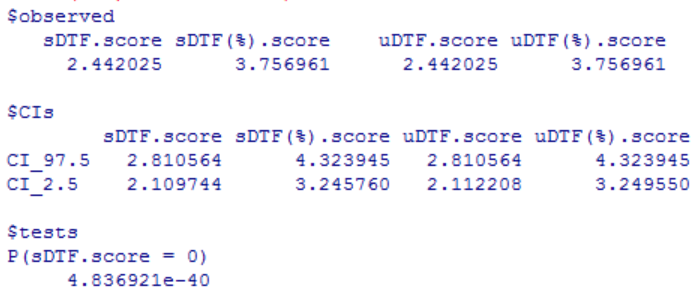 $observed
sDTF.score sDTF(%).score uDTF.score uDTF(%).score
2.442025 3.756961 2.442025 3.756961
$CIs
sDTF.score sDTF(%).score uDTF.score uDTF(%).score
CI_97.5 2.810564 4.323945 2.810564 4.323945
CI_2.5 2.109744 3.245760 2.112208 3.249550
$tests
P(sDTF.score = 0)
4.836921e-40